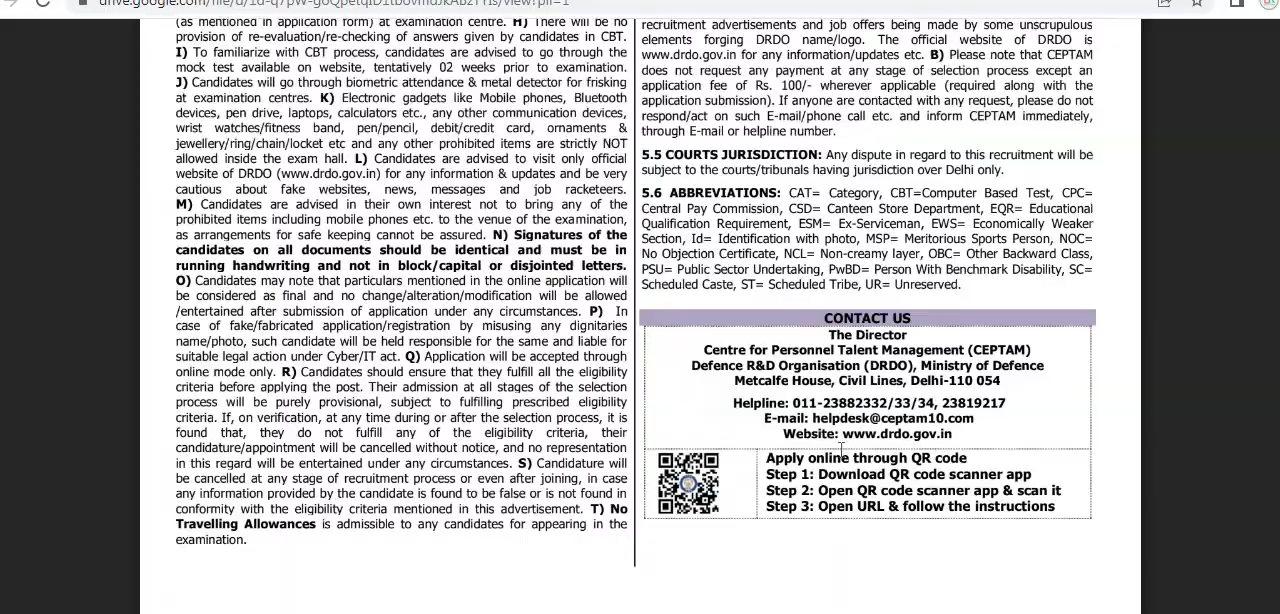 (as mentioned in application form) at examination centre. H) There will be no
provision of re-evaluation/re-checking of answers given by candidates in CBT.
I) To familiarize with CBT process, candidates are advised to go through the
mock test available on website, tentatively 02 weeks prior to examination.
J) Candidates will go through biometric attendance & metal detector for frisking
at examination centres. K) Electronic gadgets like Mobile phones, Bluetooth
devices, pen drive, laptops, calculators etc., any other communication devices,
wrist watches/fitness band, pen/pencil, debit/credit card, ornaments &
jewellery/ring/chain/locket etc and any other prohibited items are strictly NOT
allowed inside the exam hall. L) Candidates are advised to visit only official
website of DRDO (www.drdo.gov.in) for any information & updates and be very
cautious about fake websites, news, messages and job racketeers.
M) Candidates are advised in their own interest not to bring any of the
prohibited items including mobile phones etc. to the venue of the examination,
as arrangements for safe keeping cannot be assured. N) Signatures of the
candidates on all documents should be identical and must be in
running handwriting and not in block/capital or disjointed letters.
O) Candidates may note that particulars mentioned in the online application will
be considered as final and no change/alteration/modification will be allowed
/entertained after submission of application under any circumstances. P) In
case of fake/fabricated application/registration by misusing any dignitaries
name/photo, such candidate will be held responsible for the same and liable for
suitable legal action under Cyber/IT act. Q) Application will be accepted through
online mode only. R) Candidates should ensure that they fulfill all the eligibility
criteria before applying the post. Their admission at all stages of the selection
process will be purely provisional, subject to fulfilling prescribed eligibility
criteria. If, on verification, at any time during or after the selection process, it is
found that, they do not fulfill any of the eligibility criteria, their
candidature/appointment will be cancelled without notice, and no representation
in this regard will be entertained under any circumstances. S) Candidature will
be cancelled at any stage of recruitment process or even after joining, in case
any information provided by the candidate is found to be false or is not found in
conformity with the eligibility criteria mentioned in this advertisement. T) No
Travelling Allowances is admissible to any candidates for appearing in the
examination.
recruitment advertisements and job offers being made by some unscrupulous
elements forging DRDO name/logo. The official website of DRDO is
www.drdo.gov.in for any information/updates etc. B) Please note that CEPTAM
does not request any payment at any stage of selection process except an
application fee of Rs. 100/- wherever applicable (required along with the
application submission). If anyone are contacted with any request, please do not
respond/act on such E-mail/phone call etc. and inform CEPTAM immediately,
through E-mail or helpline number.
5.5 COURTS JURISDICTION: Any dispute in regard to this recruitment will be
subject to the courts/tribunals having jurisdiction over Delhi only.
5.6 ABBREVIATIONS: CAT= Category, CBT=Computer Based Test, CPC=
Central Pay Commission, CSD= Canteen Store Department, EQR= Educational
Qualification Requirement, ESM= Ex-Serviceman, EWS= Economically Weaker
Section, Id= Identification with photo, MSP= Meritorious Sports Person, NOC=
No Objection Certificate, NCL= Non-creamy layer, OBC= Other Backward Class,
PSU= Public Sector Undertaking, PwBD= Person With Benchmark Disability, SC=
Scheduled Caste, ST= Scheduled Tribe, UR= Unreserved.
CONTACT US
The Director
Centre for Personnel Talent Management (CEPTAM)
Defence R&D Organisation (DRDO), Ministry of Defence
Metcalfe House, Civil Lines, Delhi-110 054
Helpline: 011-23882332/33/34, 23819217
E-mail: helpdesk@ceptam10.com
Website: www.drdo.gov.in
Apply online through QR code
Step 1: Download QR code scanner app
Step 2: Open QR code scanner app & scan it
Step 3: Open URL & follow the instructions